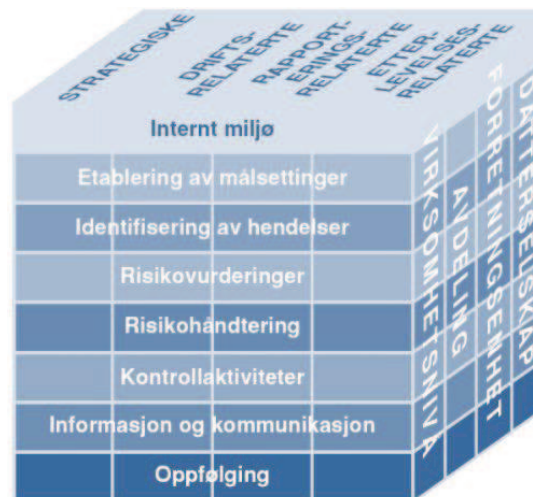 STRATEGISKE
DRIFTS-
RELATERTE
RAPPORT-
ERINGS-
RELATERTE
ETTER-
LEVELSES-
RELATERTE
Internt miljø
Etablering av målsettinger
Identifisering av hendelser
Risikovurderinger
Risikohåndtering
Kontrollaktiviteter
Informasjon og kommunikasjon
Oppfølging
VIRKSOMHETSNIVÅ
AVDELING
FORRETNINGSENHET
DATTERSELSKAP